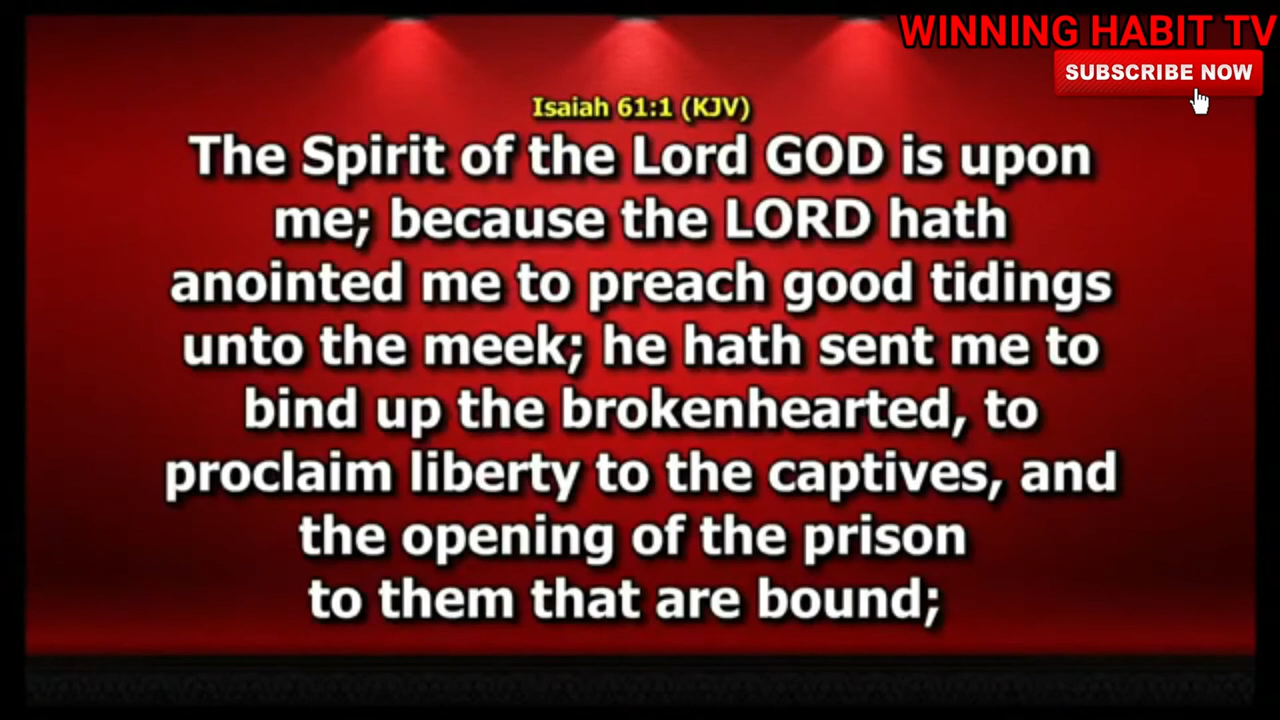 WINNING HABIT TV
SUBSCRIBE NOW
Isaiah 61:1 (KJV)
The Spirit of the Lord GOD is upon
me; because the LORD hath
anointed me to preach good tidings
unto the meek; he hath sent me to
bind up the brokenhearted, to
proclaim liberty to the captives, and
the opening of the prison
to them that are bound;